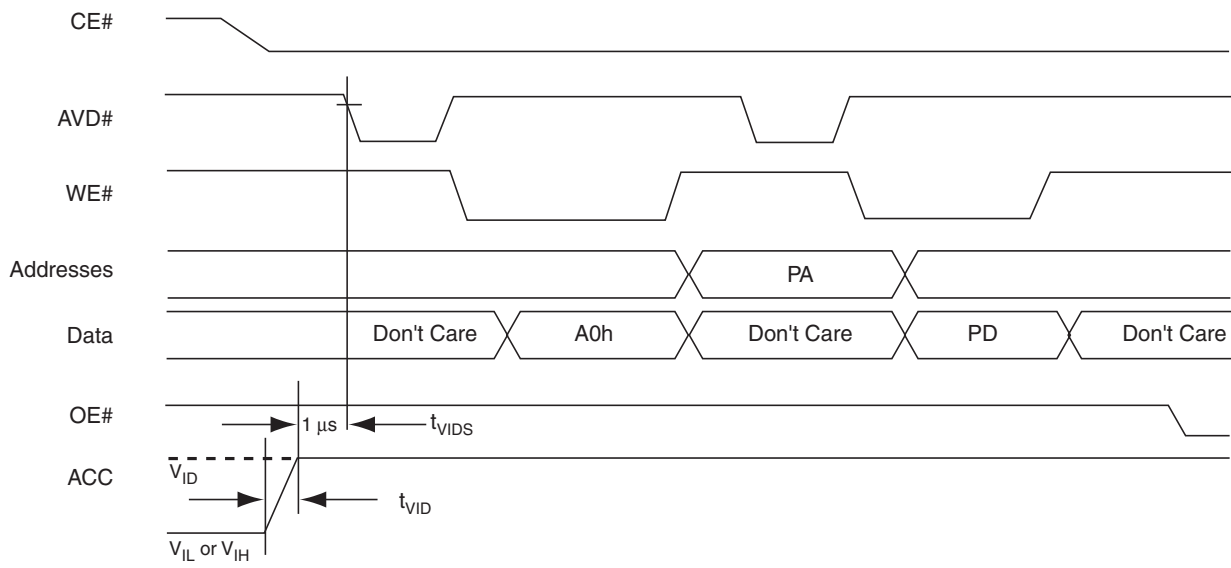 CE#
AVD#
WE#
Addresses PA
Data Don't Care A0h Don't Care PD Don't Care
OE# 1 μs tVIDS
ACC VID
tVID
VIL or VIH